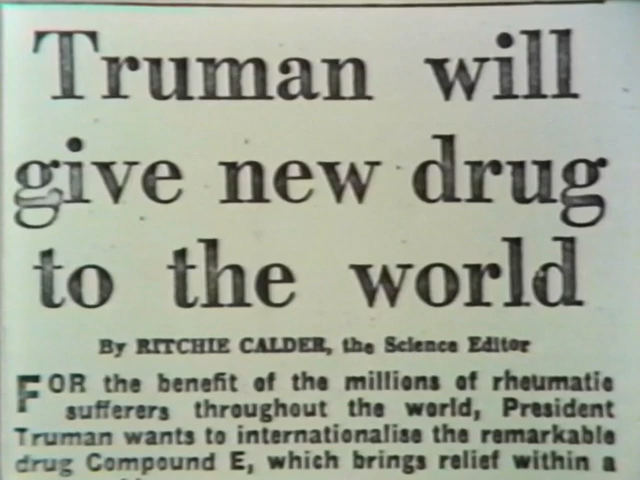 Truman will
give new drug
to the world
By RITCHIE CALDER, the Science Editor
FOR the benefit of the millions of rheumatic
sufferers throughout the world, President
Truman wants to internationalise the remarkable
drug Compound E, which brings relief within a